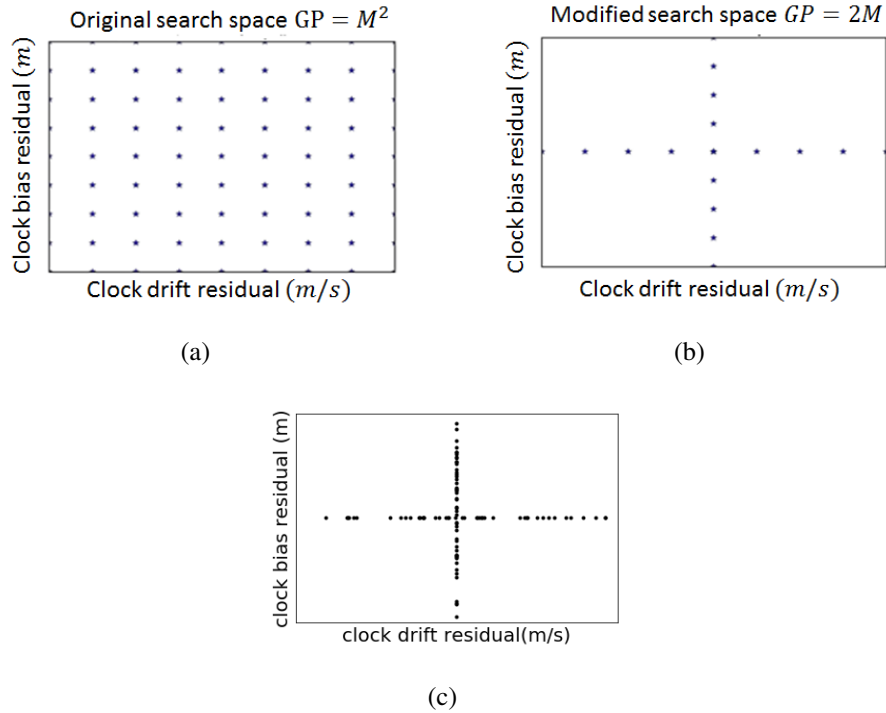 Original search space GP = M²
Clock bias residual (m)
Clock drift residual (m/s)
(a)
Modified search space GP = 2M
Clock bias residual (m)
Clock drift residual (m/s)
(b)
clock bias residual (m)
clock drift residual(m/s)
(c)